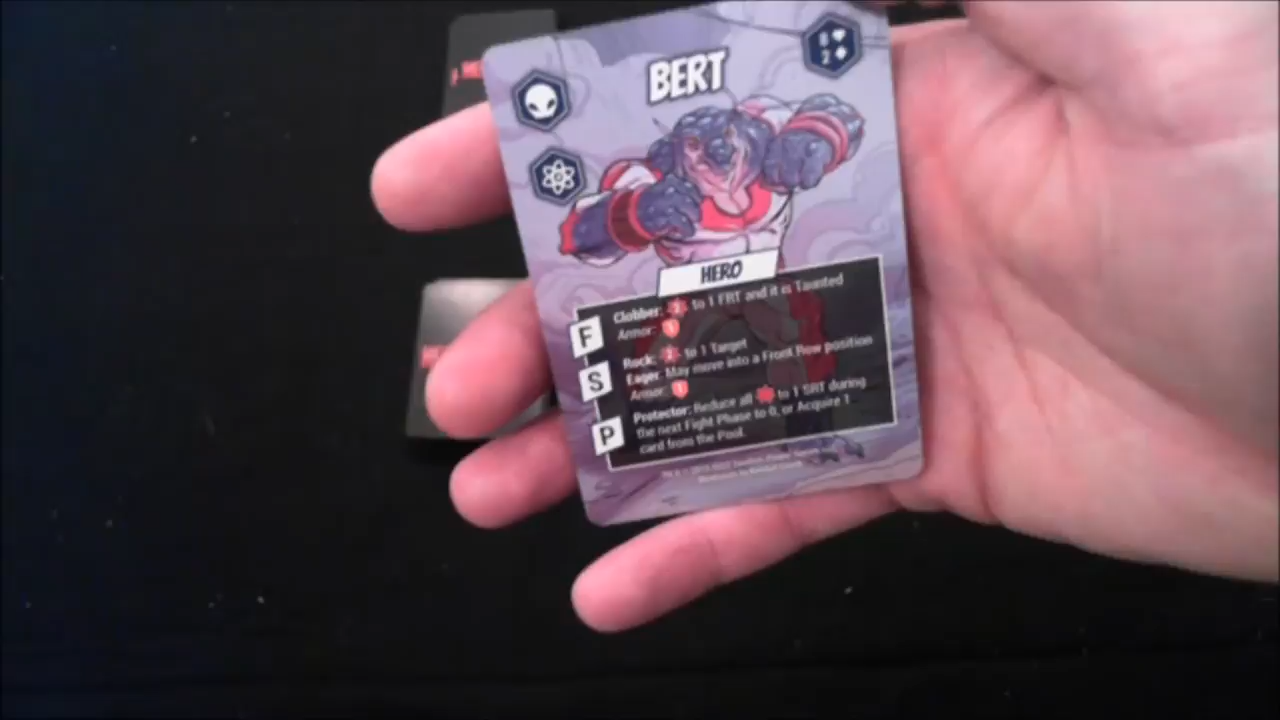 BERT
HERO
F
Clobber: to 1 FRT and it is Taunted
Armor: 1
S
Rock: to 1 Target
Eager: May move into a Front Row position
Armor: 1
P
Protector: Reduce all to 1 SRT during
the next Fight Phase to 0, or Acquire 1
card from the Pool.